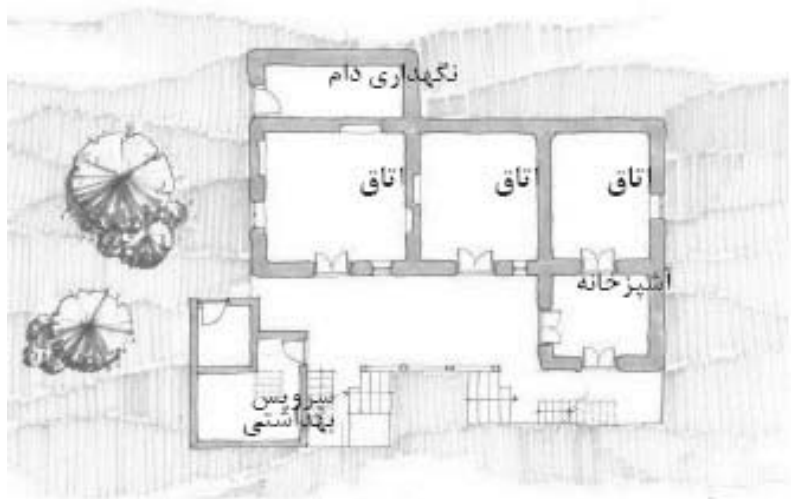 نگهداری دام
اتاق
اتاق
اتاق
آشپزخانه
سرویس
بهداشتی